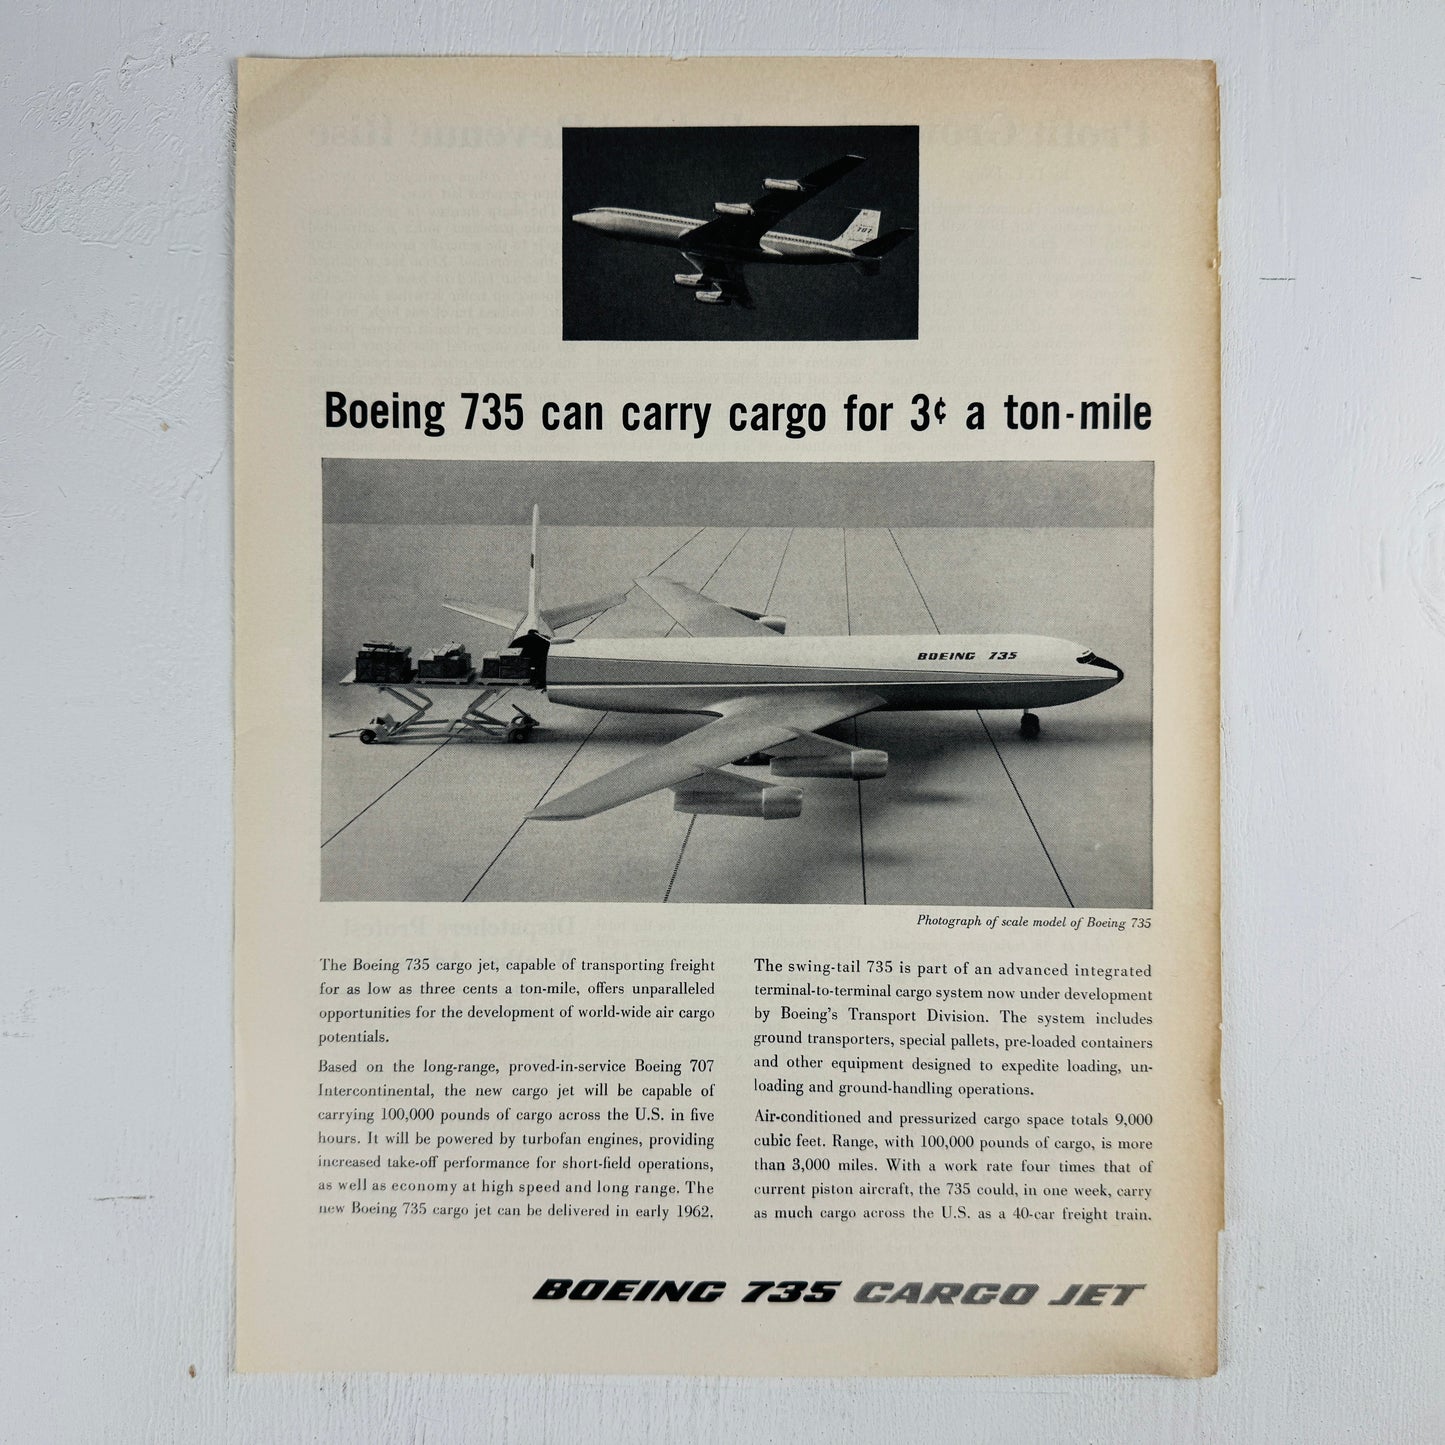 707
Boeing 735 can carry cargo for 3¢ a ton-mile
BOEING 735
Photograph of scale model of Boeing 735
The Boeing 735 cargo jet, capable of transporting freight
for as low as three cents a ton-mile, offers unparalleled
opportunities for the development of world-wide air cargo
potentials.
Based on the long-range, proved-in-service Boeing 707
Intercontinental, the new cargo jet will be capable of
carrying 100,000 pounds of cargo across the U.S. in five
hours. It will be powered by turbofan engines, providing
increased take-off performance for short-field operations,
as well as economy at high speed and long range. The
new Boeing 735 cargo jet can be delivered in early 1962.
The swing-tail 735 is part of an advanced integrated
terminal-to-terminal cargo system now under development
by Boeing's Transport Division. The system includes
ground transporters, special pallets, pre-loaded containers
and other equipment designed to expedite loading, un-
loading and ground-handling operations.
Air-conditioned and pressurized cargo space totals 9,000
cubic feet. Range, with 100,000 pounds of cargo, is more
than 3,000 miles. With a work rate four times that of
current piston aircraft, the 735 could, in one week, carry
as much cargo across the U.S. as a 40-car freight train.
BOEING 735 CARGO JET